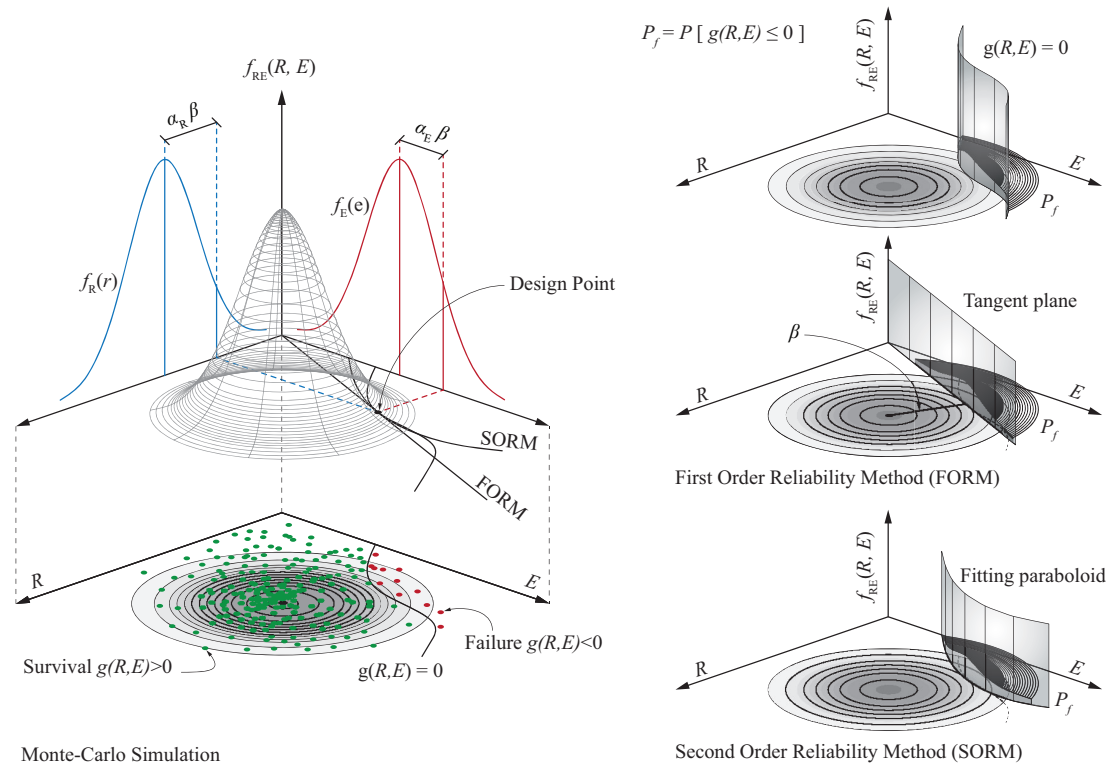 f_RE(R, E)
α_R β
α_E β
f_R(r)
f_E(e)
Design Point
SORM
FORM
R
E
Survival g(R,E)>0
g(R,E) = 0
Failure g(R,E)<0
Monte-Carlo Simulation
P_f = P [ g(R,E) ≤ 0 ]
f_RE(R, E)
g(R,E) = 0
R
E
P_f
f_RE(R, E)
Tangent plane
β
R
E
P_f
First Order Reliability Method (FORM)
f_RE(R, E)
Fitting paraboloid
R
E
P_f
Second Order Reliability Method (SORM)